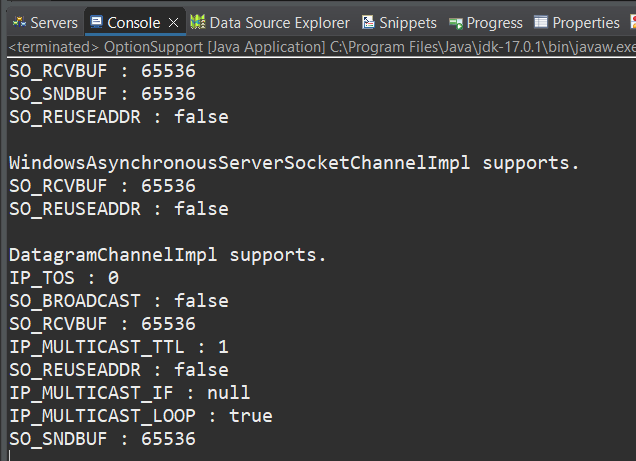 Servers Console Data Source Explorer Snippets Progress Properties
<terminated> OptionSupport [Java Application] C:\Program Files\Java\jdk-17.0.1\bin\javaw.exe
SO_RCVBUF : 65536
SO_SNDBUF : 65536
SO_REUSEADDR : false
WindowsAsynchronousServerSocketChannelImpl supports.
SO_RCVBUF : 65536
SO_REUSEADDR : false
DatagramChannelImpl supports.
IP_TOS : 0
SO_BROADCAST : false
SO_RCVBUF : 65536
IP_MULTICAST_TTL : 1
SO_REUSEADDR : false
IP_MULTICAST_IF : null
IP_MULTICAST_LOOP : true
SO_SNDBUF : 65536